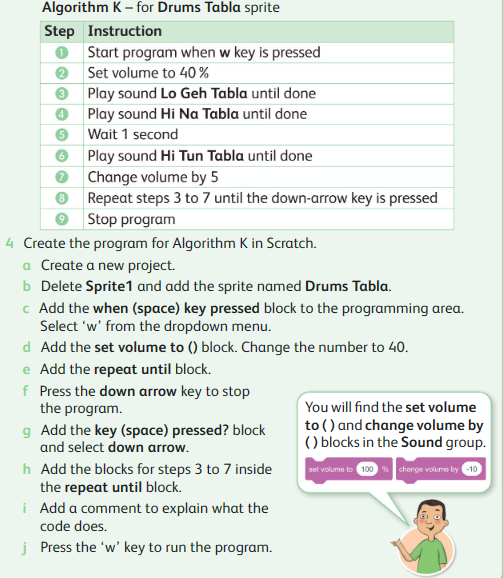 Algorithm K – for Drums Tabla sprite
Step Instruction
1 Start program when w key is pressed
2 Set volume to 40 %
3 Play sound Lo Geh Tabla until done
4 Play sound Hi Na Tabla until done
5 Wait 1 second
6 Play sound Hi Tun Tabla until done
7 Change volume by 5
8 Repeat steps 3 to 7 until the down-arrow key is pressed
9 Stop program
4 Create the program for Algorithm K in Scratch.
a Create a new project.
b Delete Sprite1 and add the sprite named Drums Tabla.
c Add the when (space) key pressed block to the programming area.
Select ‘w’ from the dropdown menu.
d Add the set volume to () block. Change the number to 40.
e Add the repeat until block.
f Press the down arrow key to stop
the program.
g Add the key (space) pressed? block
and select down arrow.
h Add the blocks for steps 3 to 7 inside
the repeat until block.
i Add a comment to explain what the
code does.
j Press the ‘w’ key to run the program.
You will find the set volume
to ( ) and change volume by
( ) blocks in the Sound group.
set volume to 100 % change volume by -10